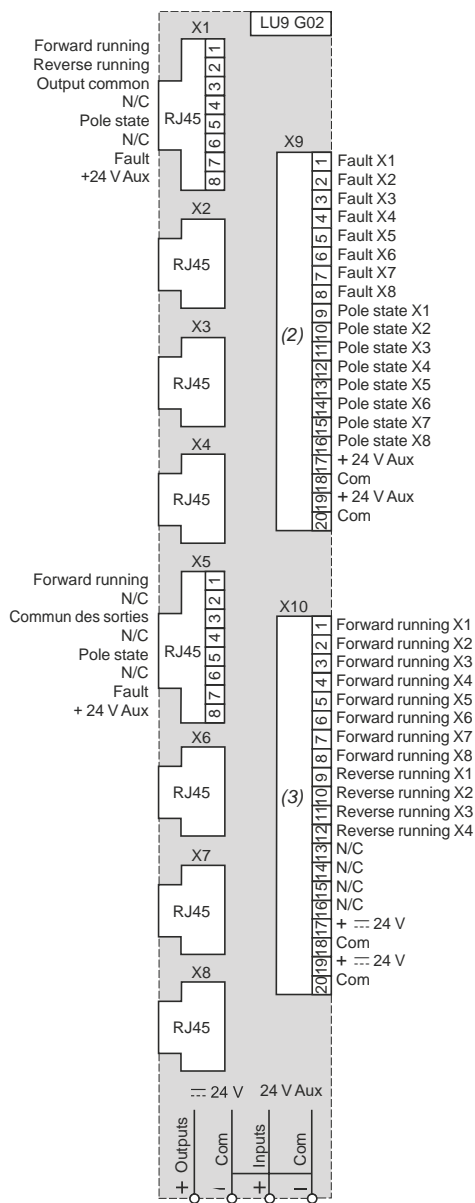 LU9 G02
X1
Forward running 1
Reverse running 2
Output common 3
N/C 4
Pole state 5
N/C 6
Fault 7
+24 V Aux 8
RJ45
X2
RJ45
X3
RJ45
X4
RJ45
X5
Forward running 1
N/C 2
Commun des sorties 3
N/C 4
Pole state 5
N/C 6
Fault 7
+ 24 V Aux 8
RJ45
X6
RJ45
X7
RJ45
X8
RJ45
X9
(2)
1 Fault X1
2 Fault X2
3 Fault X3
4 Fault X4
5 Fault X5
6 Fault X6
7 Fault X7
8 Fault X8
9 Pole state X1
10 Pole state X2
11 Pole state X3
12 Pole state X4
13 Pole state X5
14 Pole state X6
15 Pole state X7
16 Pole state X8
17 + 24 V Aux
18 Com
19 + 24 V Aux
20 Com
X10
(3)
1 Forward running X1
2 Forward running X2
3 Forward running X3
4 Forward running X4
5 Forward running X5
6 Forward running X6
7 Forward running X7
8 Forward running X8
9 Reverse running X1
10 Reverse running X2
11 Reverse running X3
12 Reverse running X4
13 N/C
14 N/C
15 N/C
16 N/C
17 + ⎓ 24 V
18 Com
19 + ⎓ 24 V
20 Com
⎓ 24 V
24 V Aux
+ Outputs
– Com
+ Inputs
– Com